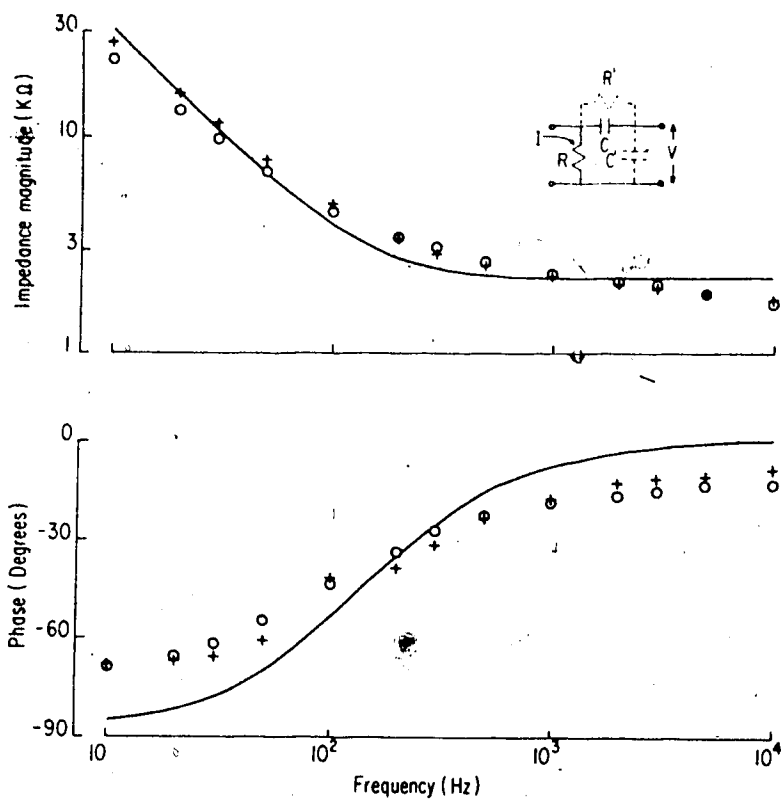 30
10
3
1
Impedance magnitude (KΩ)
R'
I
R
C
C'
V
0
-30
-60
-90
Phase (Degrees)
10
10²
10³
10⁴
Frequency (Hz)